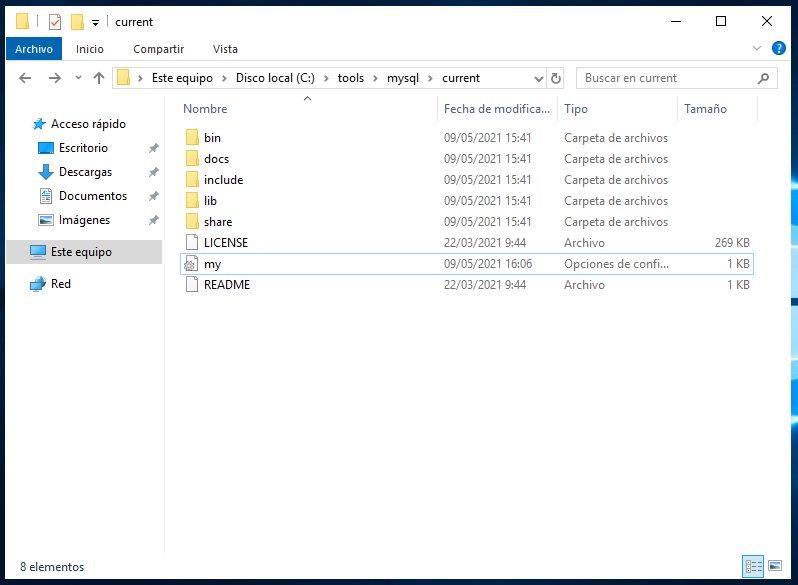 current
Archivo Inicio Compartir Vista
Este equipo Disco local (C:) tools mysql current Buscar en current
Nombre Fecha de modifica... Tipo Tamaño
Acceso rápido
Escritorio
Descargas
Documentos
Imágenes
Este equipo
Red
bin 09/05/2021 15:41 Carpeta de archivos
docs 09/05/2021 15:41 Carpeta de archivos
include 09/05/2021 15:41 Carpeta de archivos
lib 09/05/2021 15:41 Carpeta de archivos
share 09/05/2021 15:41 Carpeta de archivos
LICENSE 22/03/2021 9:44 Archivo 269 KB
my 09/05/2021 16:06 Opciones de confi... 1 KB
README 22/03/2021 9:44 Archivo 1 KB
8 elementos